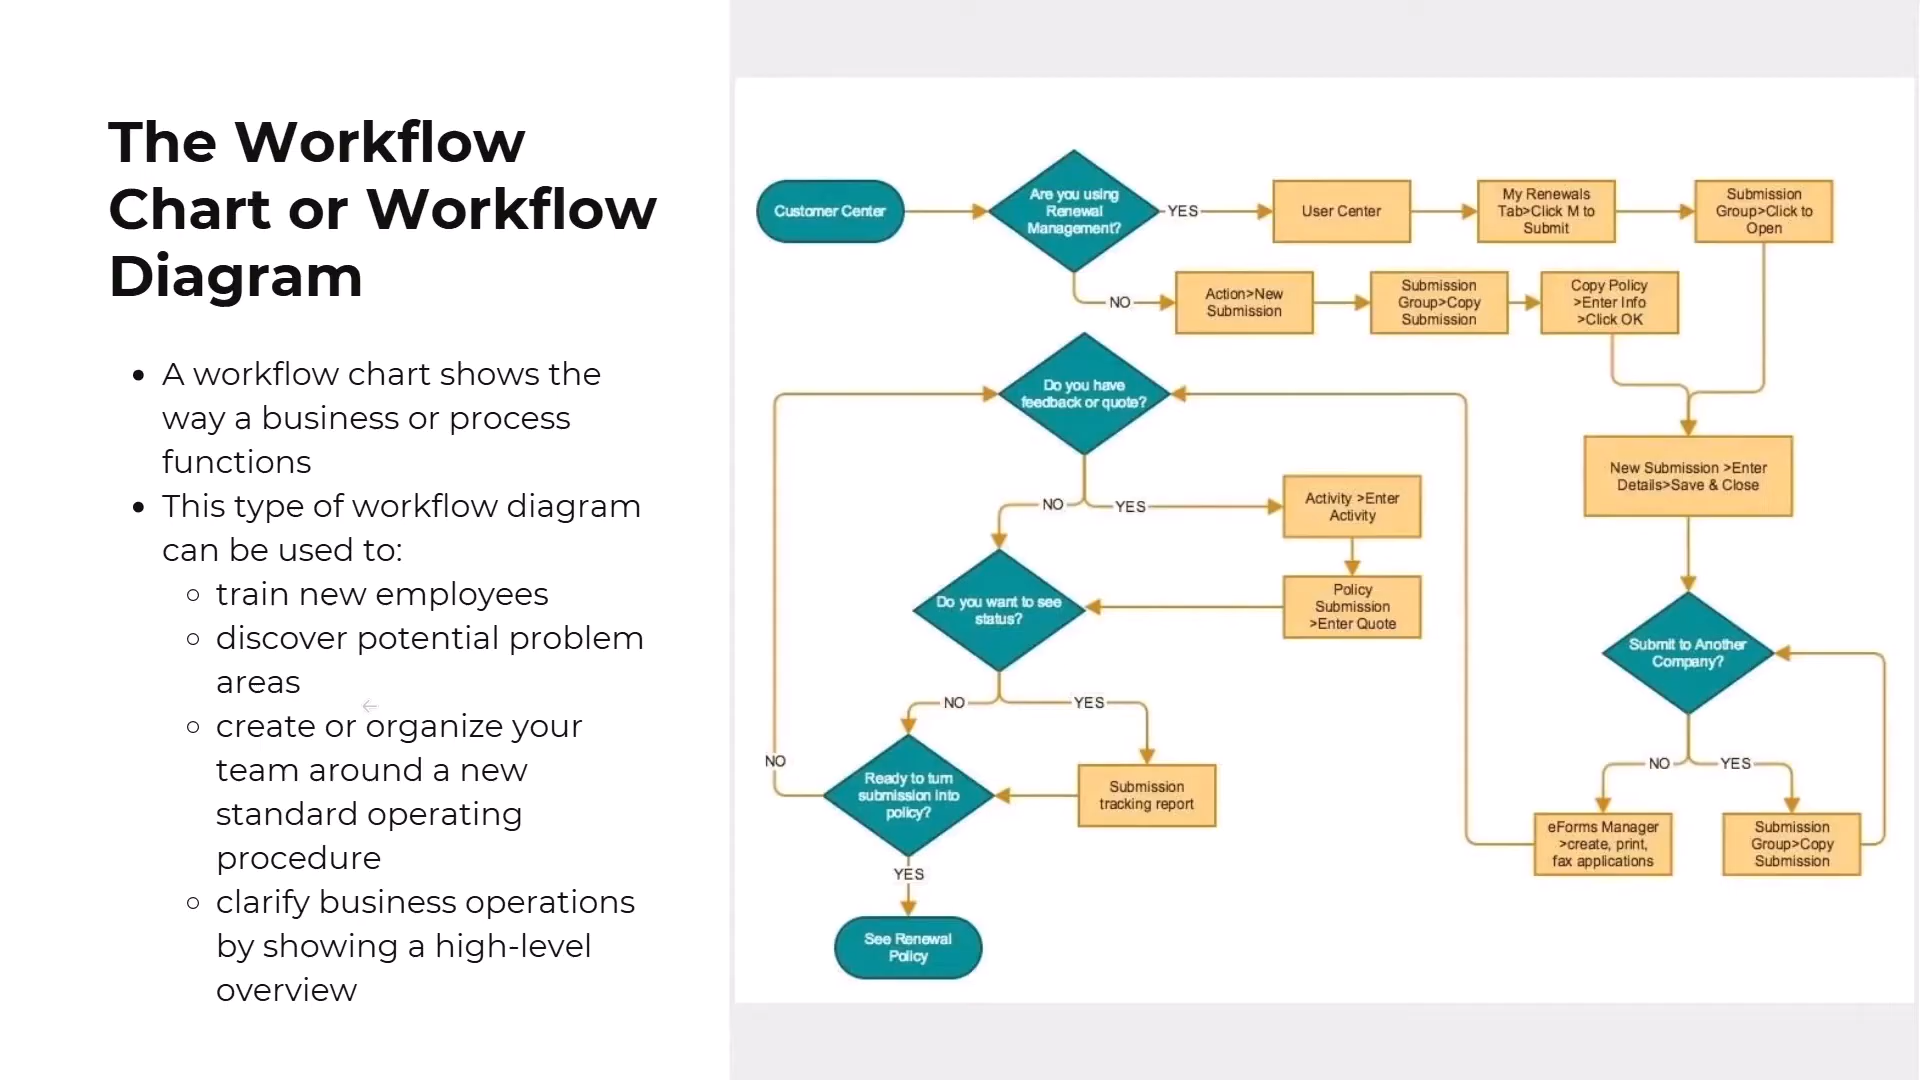 The Workflow
Chart or Workflow
Diagram
• A workflow chart shows the
way a business or process
functions
• This type of workflow diagram
can be used to:
○ train new employees
○ discover potential problem
areas
○ create or organize your
team around a new
standard operating
procedure
○ clarify business operations
by showing a high-level
overview
Customer Center
Are you using
Renewal
Management?
YES
User Center
My Renewals
Tab>Click M to
Submit
Submission
Group>Click to
Open
NO
Action>New
Submission
Submission
Group>Copy
Submission
Copy Policy
>Enter Info
>Click OK
Do you have
feedback or quote?
New Submission >Enter
Details>Save & Close
NO
YES
Activity >Enter
Activity
Do you want to see
status?
Policy
Submission
>Enter Quote
Submit to Another
Company?
NO
YES
NO
Ready to turn
submission into
policy?
Submission
tracking report
NO
YES
eForms Manager
>create, print,
fax applications
Submission
Group>Copy
Submission
YES
See Renewal
Policy